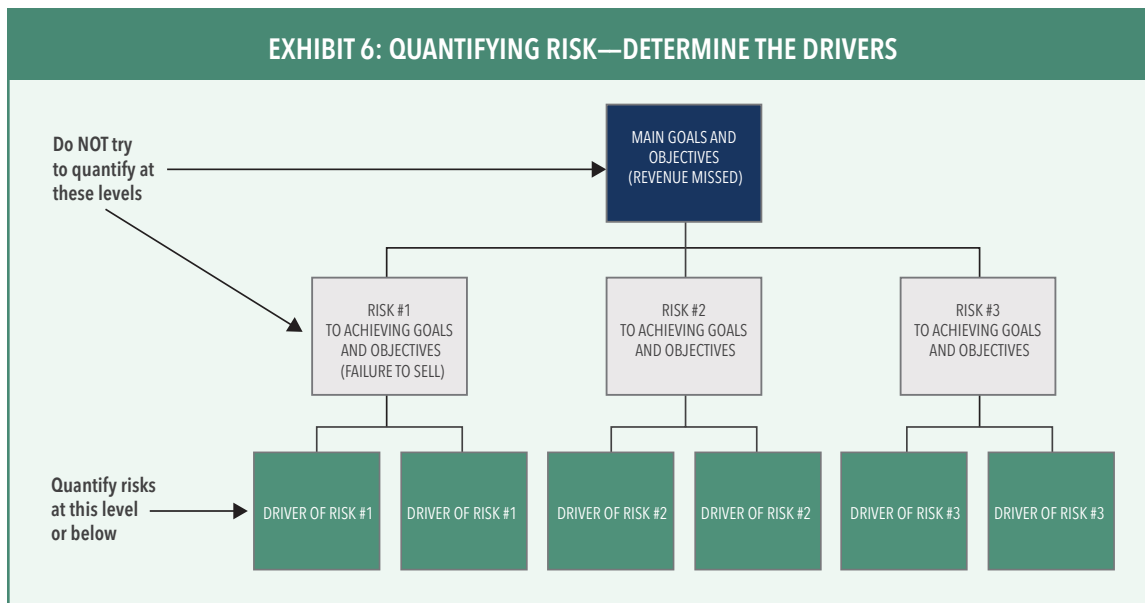 EXHIBIT 6: QUANTIFYING RISK—DETERMINE THE DRIVERS
Do NOT try
to quantify at
these levels
MAIN GOALS AND
OBJECTIVES
(REVENUE MISSED)
RISK #1
TO ACHIEVING GOALS
AND OBJECTIVES
(FAILURE TO SELL)
RISK #2
TO ACHIEVING GOALS
AND OBJECTIVES
RISK #3
TO ACHIEVING GOALS
AND OBJECTIVES
Quantify risks
at this level
or below
DRIVER OF RISK #1
DRIVER OF RISK #1
DRIVER OF RISK #2
DRIVER OF RISK #2
DRIVER OF RISK #3
DRIVER OF RISK #3